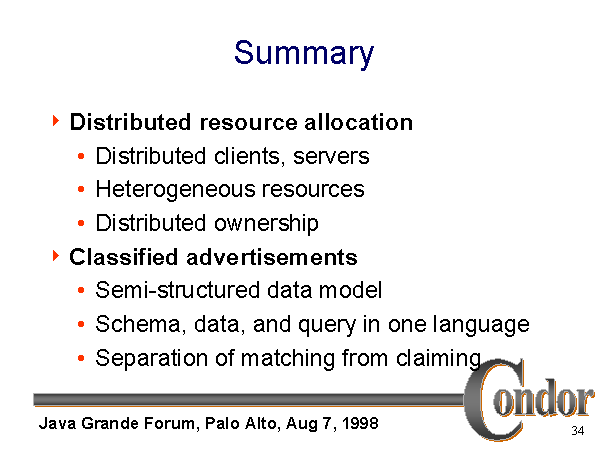 Summary
Distributed resource allocation
• Distributed clients, servers
• Heterogeneous resources
• Distributed ownership
Classified advertisements
• Semi-structured data model
• Schema, data, and query in one language
• Separation of matching from claiming
Condor
Java Grande Forum, Palo Alto, Aug 7, 1998
34